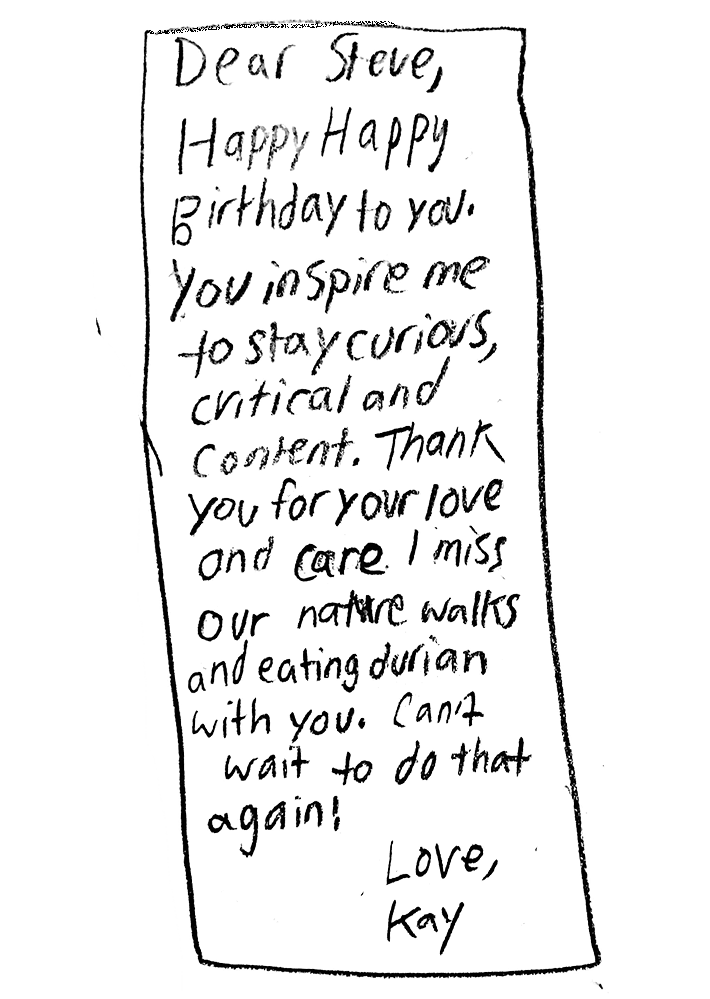 Dear Steve,
Happy Happy
Birthday to you.
You inspire me
to stay curious,
critical and
content. Thank
you for your love
and care. I miss
our nature walks
and eating durian
with you. Can't
wait to do that
again!
Love,
Kay